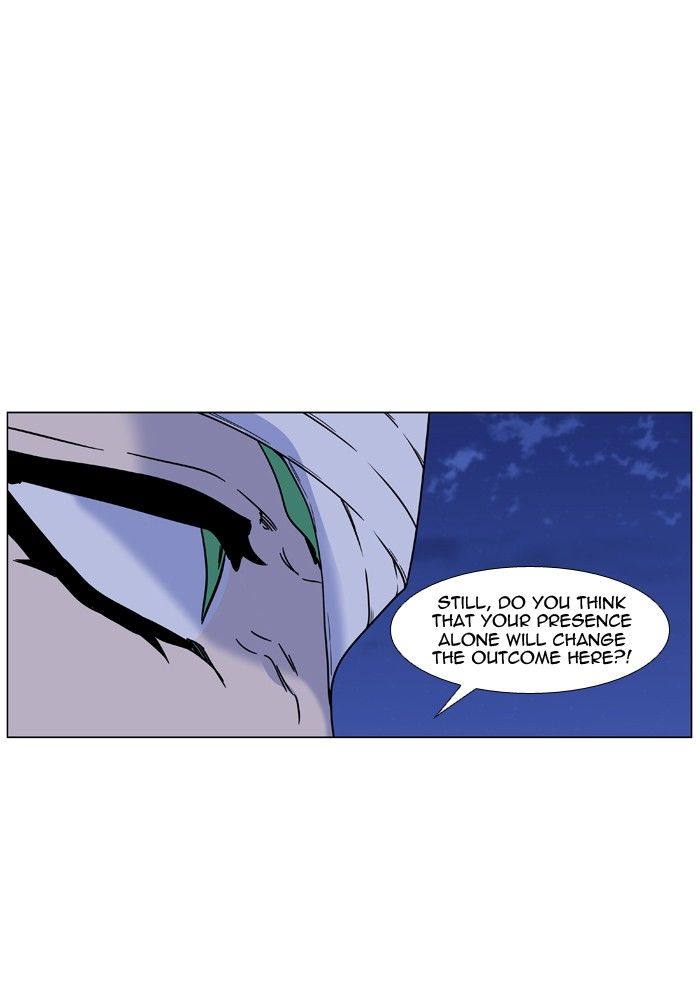 STILL, DO YOU THINK
THAT YOUR PRESENCE
ALONE WILL CHANGE
THE OUTCOME HERE?!